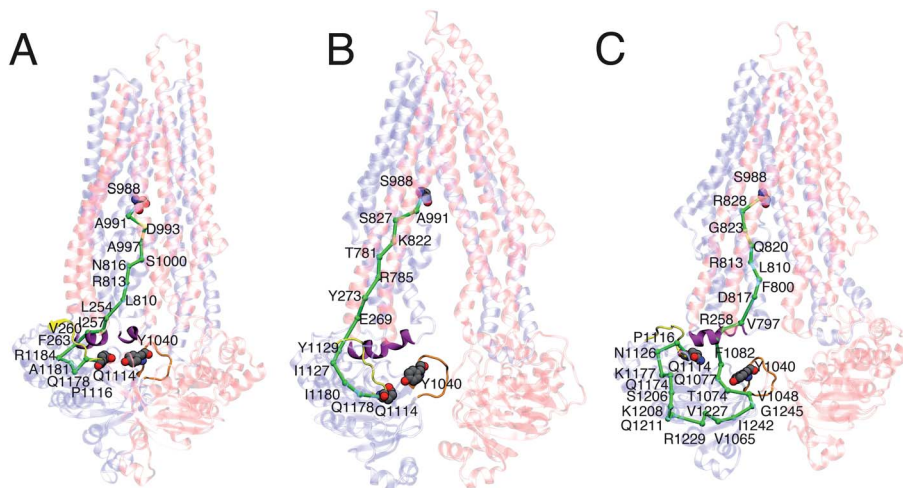 A
S988
A991
D993
A997
N816
S1000
R813
L810
L254
I257
V260
F263
Y1040
R1184
A1181
Q1114
Q1178
P1116
B
S988
S827
A991
K822
T781
R785
Y273
E269
Y1129
I1127
Y1040
I1180
Q1178
Q1114
C
S988
R828
G823
Q820
R813
L810
F800
D817
R258
V797
P1116
N1126
F1082
Q1114
Y1040
K1177
Q1077
Q1174
T1074
V1048
S1206
G1245
K1208
V1227
Q1211
I1242
R1229
V1065